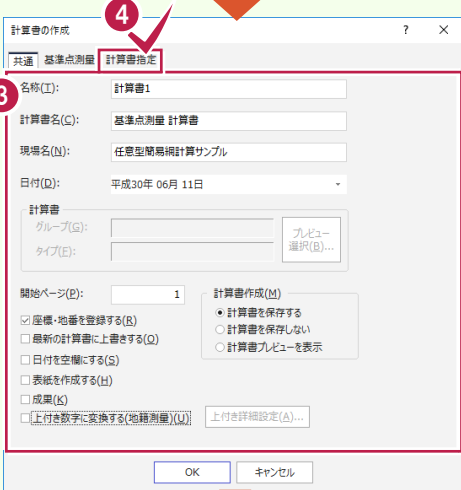 4
計算書の作成 ? ×
共通 基準点測量 計算書指定
3
名称(T): 計算書1
計算書名(C): 基準点測量 計算書
現場名(N): 任意型簡易網計算サンプル
日付(D): 平成30年 06月 11日
計算書
グループ(G):
プレビュー
選択(B)...
タイプ(F):
開始ページ(P): 1
計算書作成(M)
計算書を保存する
計算書を保存しない
計算書プレビューを表示
座標・地番を登録する(R)
最新の計算書に上書きする(O)
日付を空欄にする(S)
表紙を作成する(H)
成果(K)
上付き数字に変換する(地籍測量)(U) 上付き詳細設定(A)...
OK キャンセル